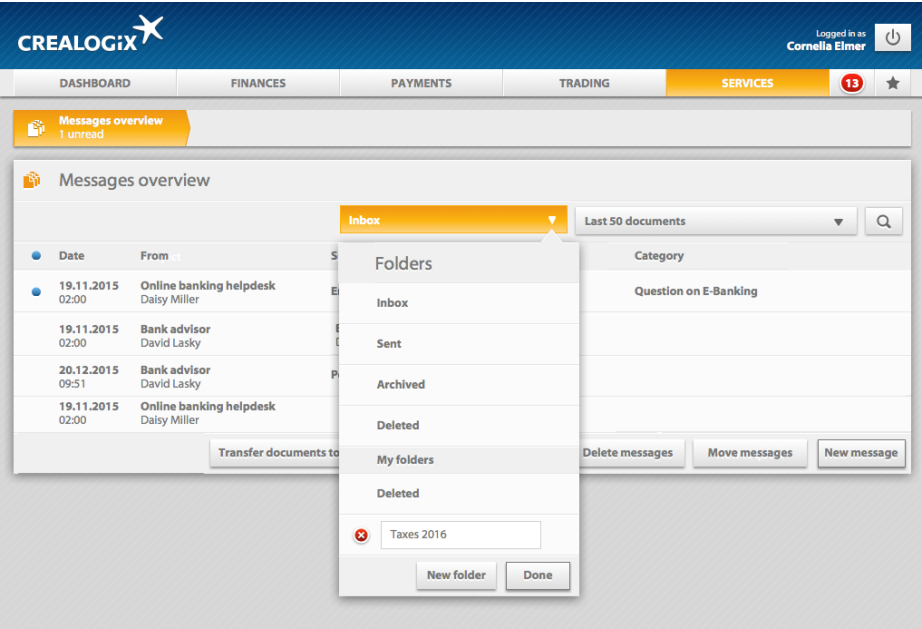 CREALOGIX
Logged in as
Cornelia Elmer
DASHBOARD
FINANCES
PAYMENTS
TRADING
SERVICES
13
Messages overview
1 unread
Messages overview
Inbox
Last 50 documents
Date
From
Category
19.11.2015
02:00
Online banking helpdesk
Daisy Miller
Question on E-Banking
19.11.2015
02:00
Bank advisor
David Lasky
20.12.2015
09:51
Bank advisor
David Lasky
19.11.2015
02:00
Online banking helpdesk
Daisy Miller
Folders
Inbox
Sent
Archived
Deleted
My folders
Deleted
Taxes 2016
New folder
Done
Transfer documents to
Delete messages
Move messages
New message